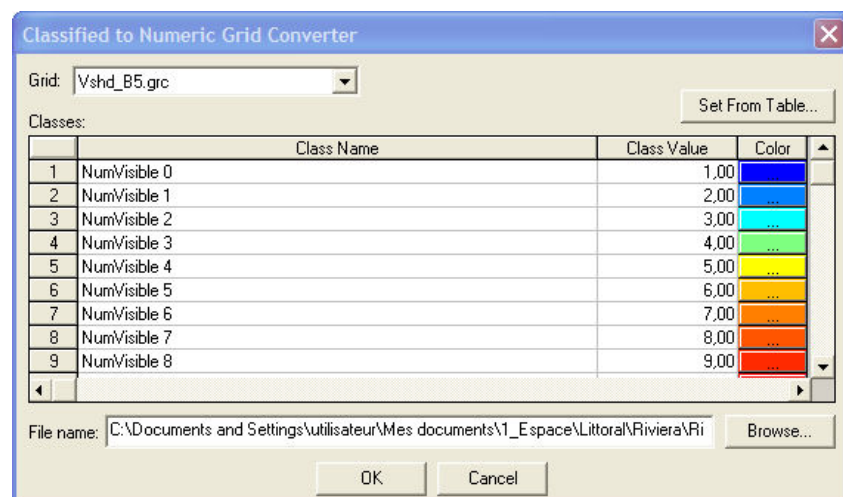 Classified to Numeric Grid Converter
Grid: Vshd_B5.grc
Set From Table...
Classes:
Class Name Class Value Color
1 NumVisible 0 1,00 ...
2 NumVisible 1 2,00 ...
3 NumVisible 2 3,00 ...
4 NumVisible 3 4,00 ...
5 NumVisible 4 5,00 ...
6 NumVisible 5 6,00 ...
7 NumVisible 6 7,00 ...
8 NumVisible 7 8,00 ...
9 NumVisible 8 9,00 ...
File name: C:\Documents and Settings\utilisateur\Mes documents\1_Espace\Littoral\Riviera\Ri Browse...
OK Cancel